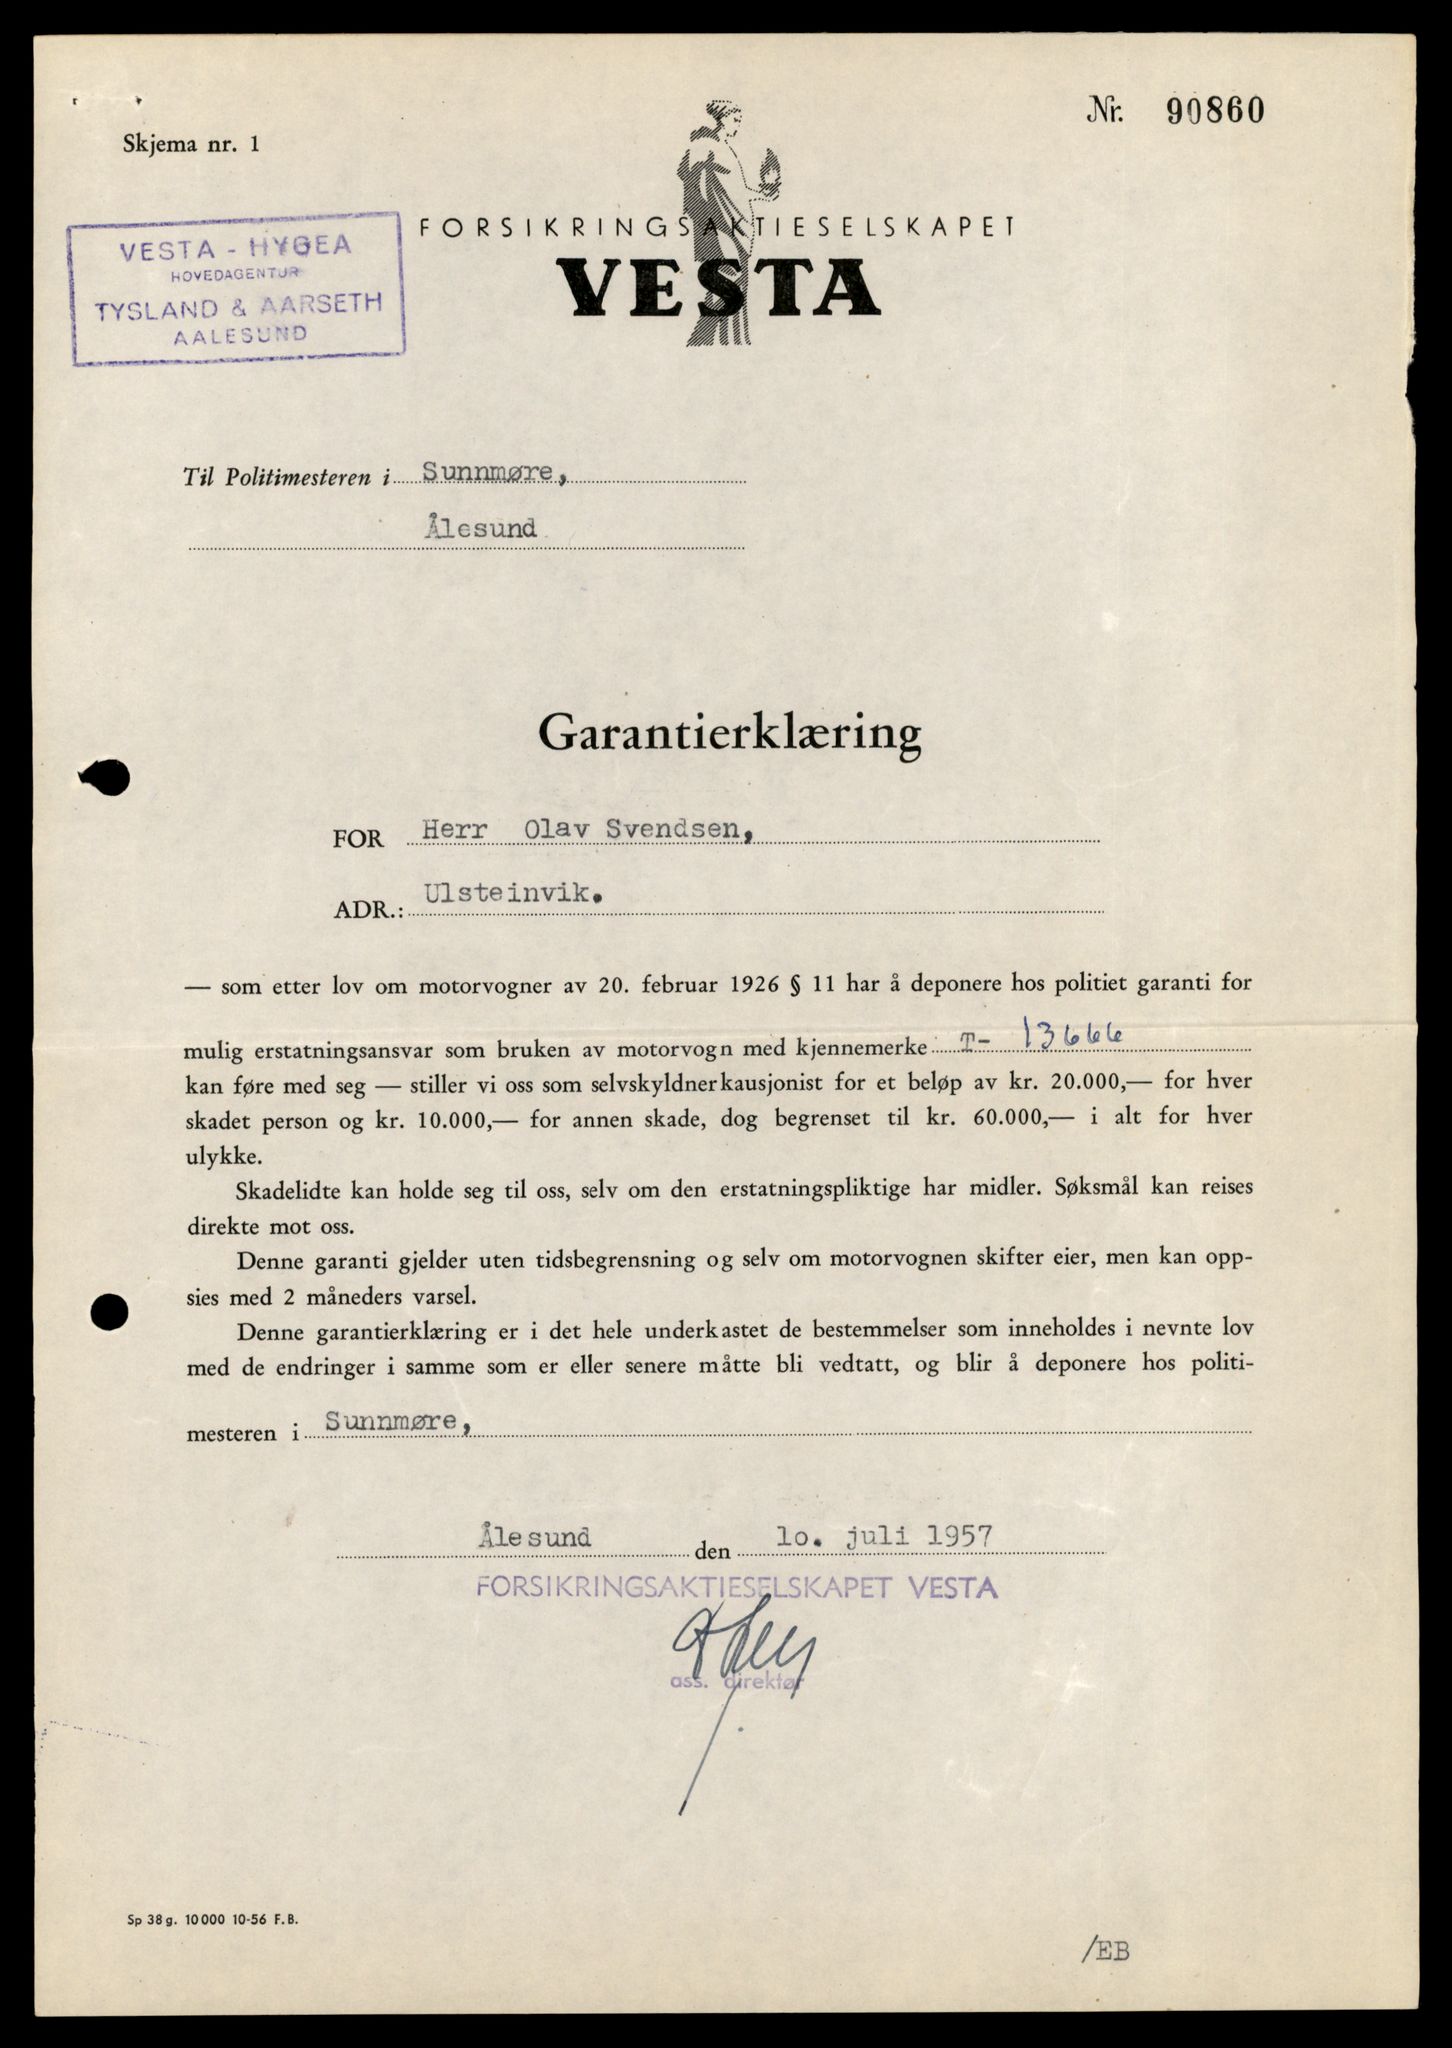 Nr. 90860
Skjema nr. 1
VESTA - HYGEA
HOVEDAGENTUR
TYSLAND & AARSETH
AALESUND
FORSIKRINGSAKTIESELSKAPET
VESTA
Til Politimesteren i Sunnmøre,
Ålesund
Garantierklæring
FOR Herr Olav Svendsen,
ADR.: Ulsteinvik.
— som etter lov om motorvogner av 20. februar 1926 § 11 har å deponere hos politiet garanti for
mulig erstatningsansvar som bruken av motorvogn med kjennemerke T- 13666
kan føre med seg — stiller vi oss som selvskyldnerkausjonist for et beløp av kr. 20.000,— for hver
skadet person og kr. 10.000,— for annen skade, dog begrenset til kr. 60.000,— i alt for hver
ulykke.
Skadelidte kan holde seg til oss, selv om den erstatningspliktige har midler. Søksmål kan reises
direkte mot oss.
Denne garanti gjelder uten tidsbegrensning og selv om motorvognen skifter eier, men kan opp-
sies med 2 måneders varsel.
Denne garantierklæring er i det hele underkastet de bestemmelser som inneholdes i nevnte lov
med de endringer i samme som er eller senere måtte bli vedtatt, og blir å deponere hos politi-
mesteren i Sunnmøre,
Ålesund den 1o. juli 1957
FORSIKRINGSAKTIESELSKAPET VESTA
ass. direktør
Sp 38g. 10000 10-56 F.B.
/EB